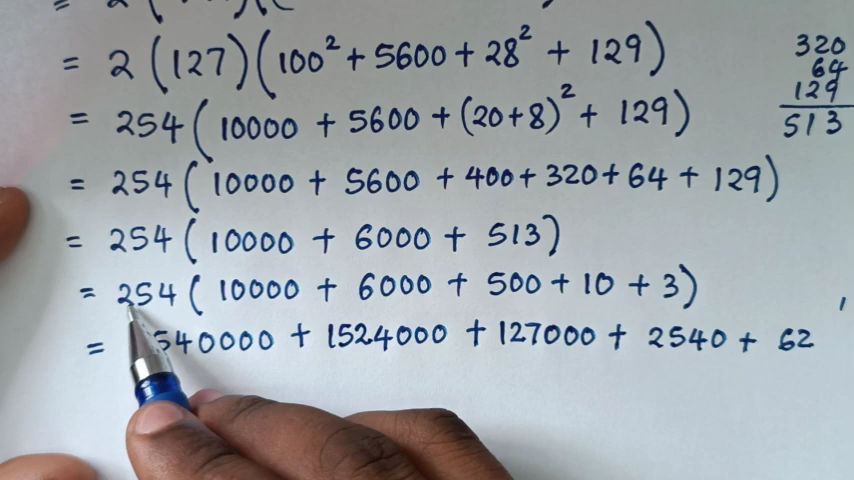 = 2 (
= 2 (127)(100² + 5600 + 28² + 129)
= 254 ( 10000 + 5600 + (20+8)² + 129)
= 254 ( 10000 + 5600 + 400 + 320 + 64 + 129)
= 254 ( 10000 + 6000 + 513)
= 254 ( 10000 + 6000 + 500 + 10 + 3)
= 540000 + 1524000 + 127000 + 2540 + 62
320
64
129
513